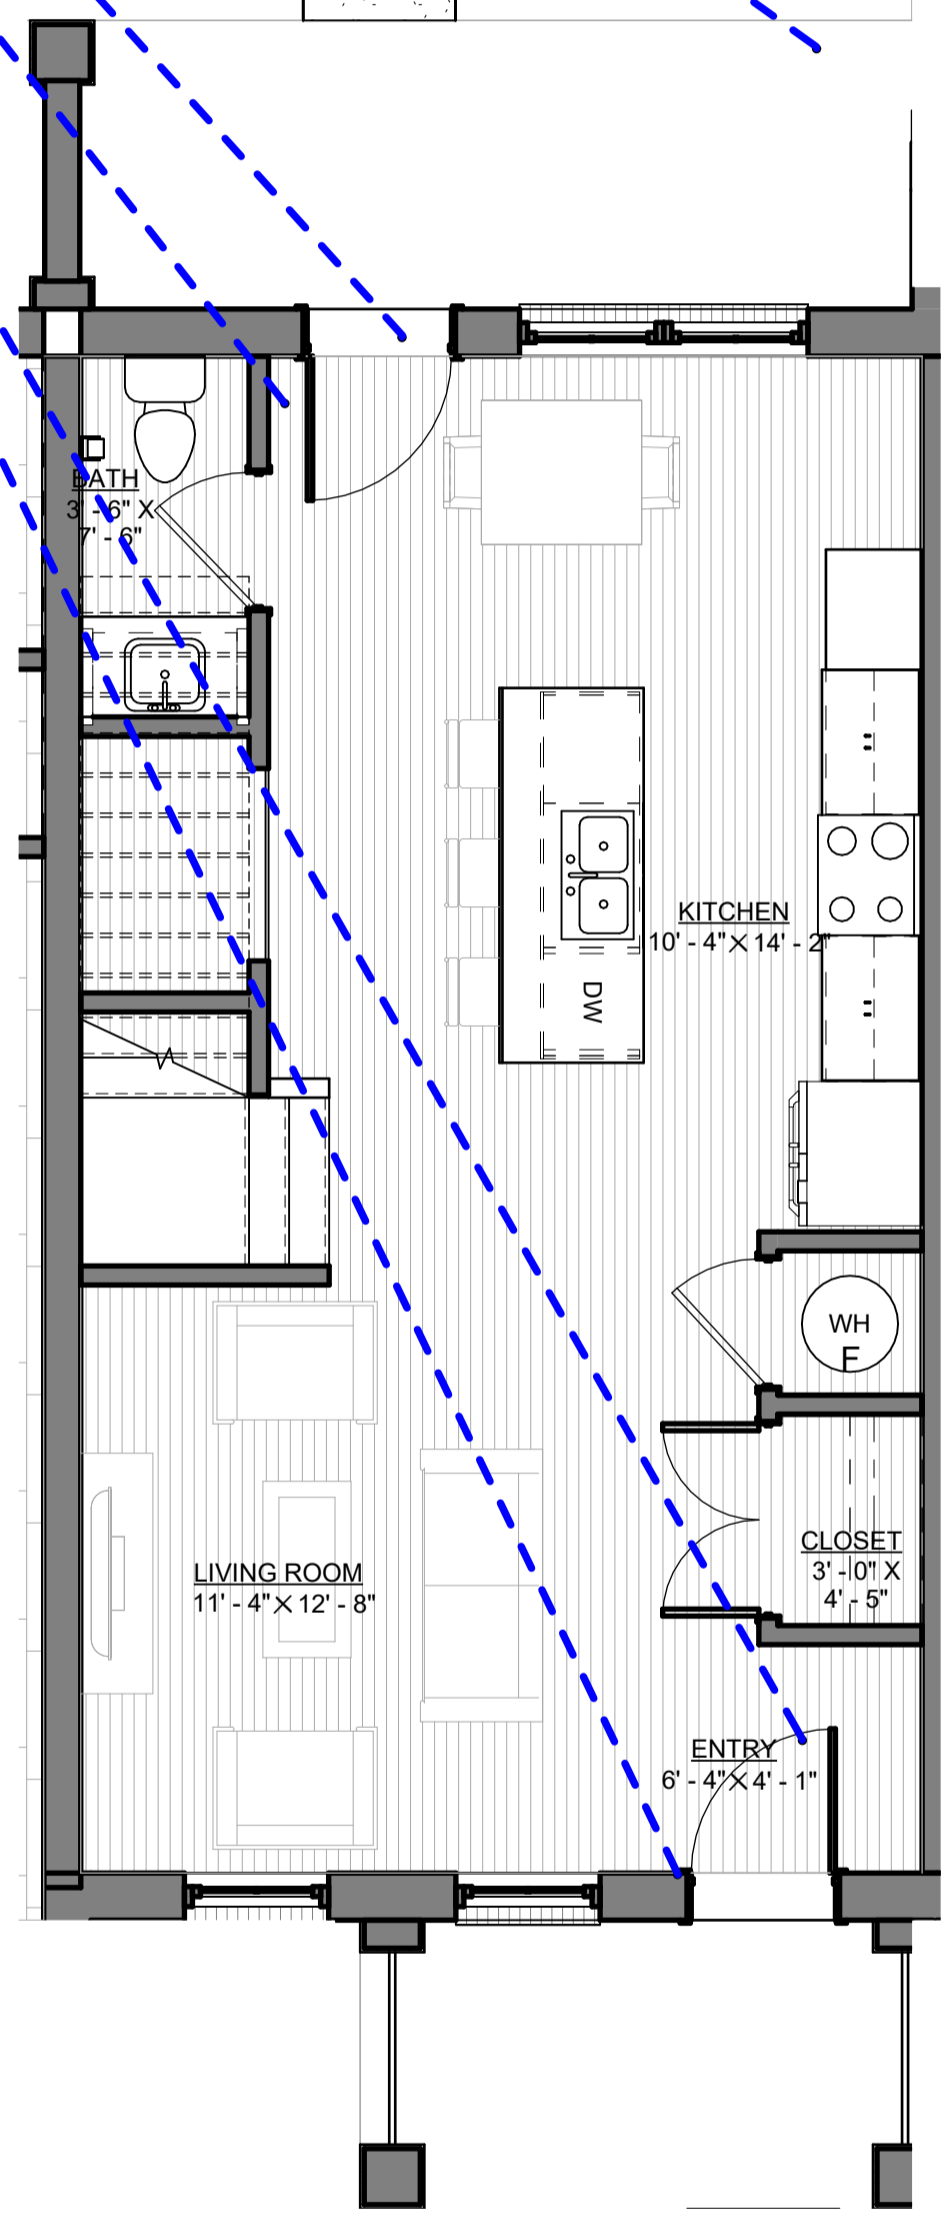 BATH
3' - 6" X
7' - 6"
KITCHEN
10' - 4" X 14' - 2"
DW
WH
F
CLOSET
3' - 0" X
4' - 5"
LIVING ROOM
11' - 4" X 12' - 8"
ENTRY
6' - 4" X 4' - 1"